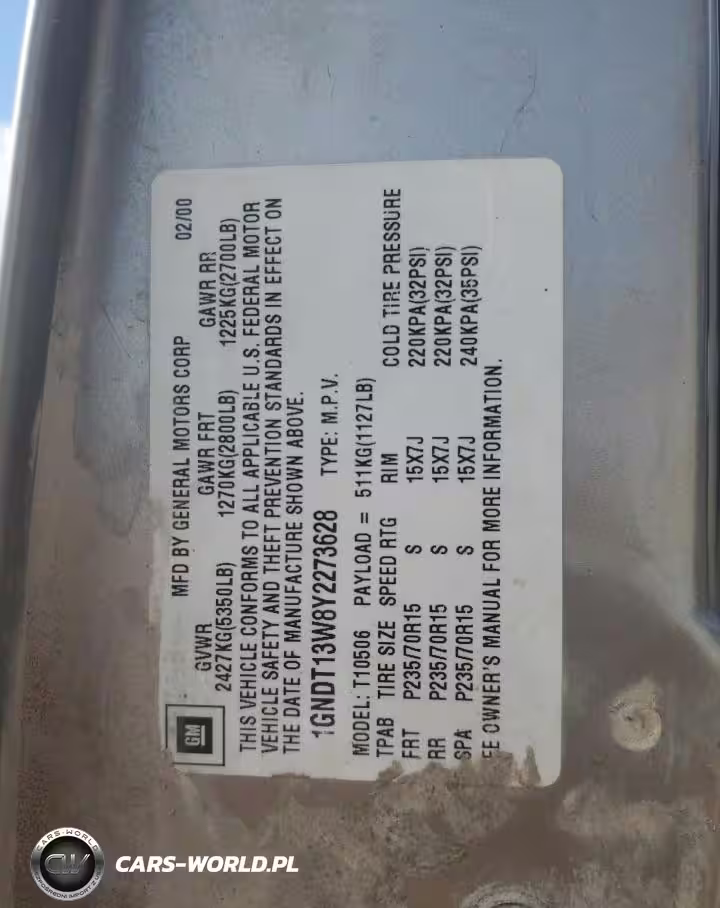 GM
MFD BY GENERAL MOTORS CORP 02/00
GVWR GAWR FRT GAWR RR
2427KG(5350LB) 1270KG(2800LB) 1225KG(2700LB)
THIS VEHICLE CONFORMS TO ALL APPLICABLE U.S. FEDERAL MOTOR
VEHICLE SAFETY AND THEFT PREVENTION STANDARDS IN EFFECT ON
THE DATE OF MANUFACTURE SHOWN ABOVE.
1GNDT13W8Y2273628 TYPE: M.P.V.
MODEL: T10506 PAYLOAD = 511KG(1127LB)
TPAB TIRE SIZE SPEED RTG RIM COLD TIRE PRESSURE
FRT P235/70R15 S 15X7J 220KPA(32PSI)
RR P235/70R15 S 15X7J 220KPA(32PSI)
SPA P235/70R15 S 15X7J 240KPA(35PSI)
EE OWNER'S MANUAL FOR MORE INFORMATION.
CARS-WORLD
CW
CARS-WORLD.PL